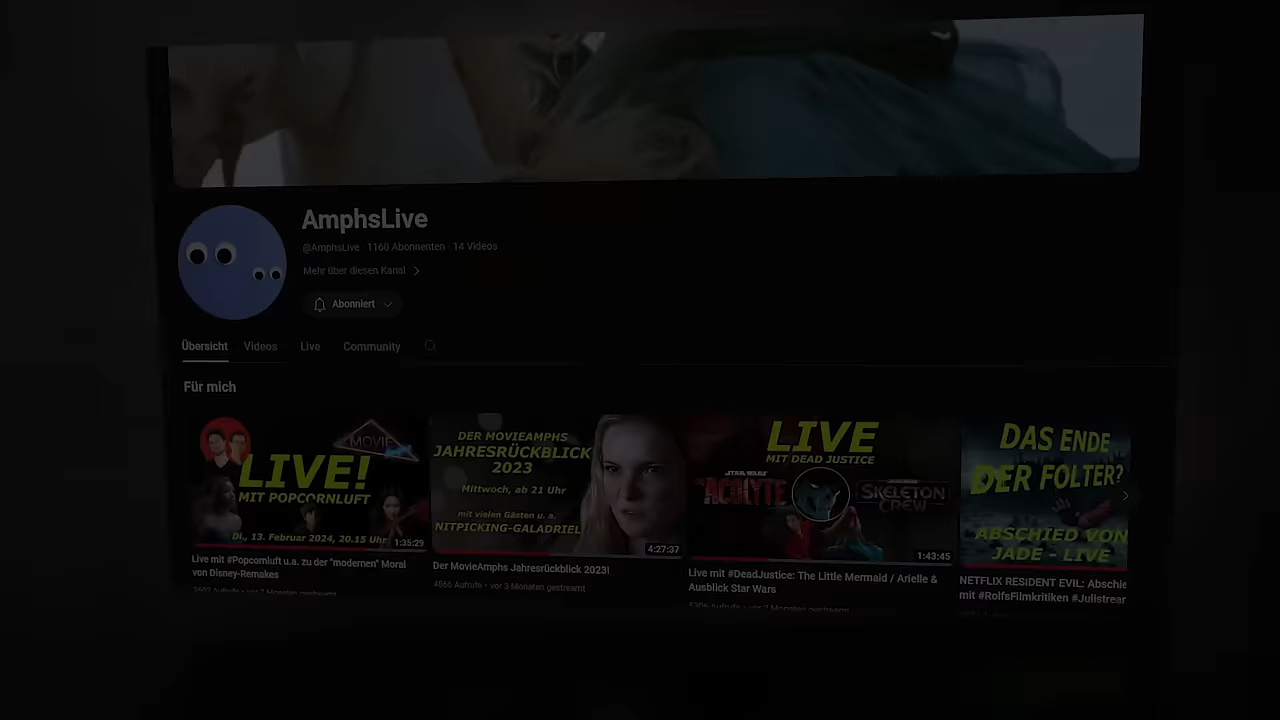 AmphsLive
@AmphsLive · 1160 Abonnenten · 14 Videos
Mehr über diesen Kanal
Abonniert
Übersicht Videos Live Community
Für mich
MOVIE
LIVE!
MIT POPCORNLUFT
Di., 13. Februar 2024, 20.15 Uhr
1:35:29
Live mit #Popcornluft u.a. zu der "modernen" Moral
von Disney-Remakes
DER MOVIEAMPHS
JAHRESRÜCKBLICK
2023
Mittwoch, ab 21 Uhr
mit vielen Gästen u. a.
NITPICKING-GALADRIEL
4:27:37
Der MovieAmphs Jahresrückblick 2023!
4066 Aufrufe • vor 3 Monaten gestreamt
LIVE
MIT DEAD JUSTICE
STAR WARS
ACOLYTE
SKELETON
CREW
1:43:45
Live mit #DeadJustice: The Little Mermaid / Arielle &
Ausblick Star Wars
DAS ENDE
DER FOLTER?
ABSCHIED VON
JADE - LIVE
NETFLIX RESIDENT EVIL: Abschie
mit #RolfsFilmkritiken #Julistrear